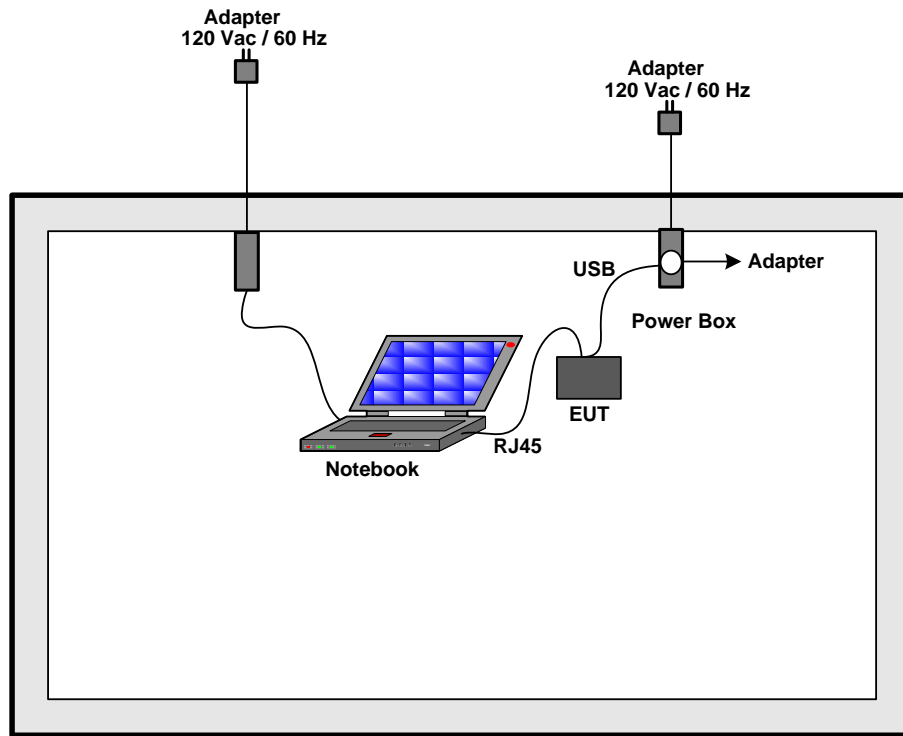 Adapter
120 Vac / 60 Hz
Adapter
120 Vac / 60 Hz
USB
Adapter
Power Box
EUT
RJ45
Notebook